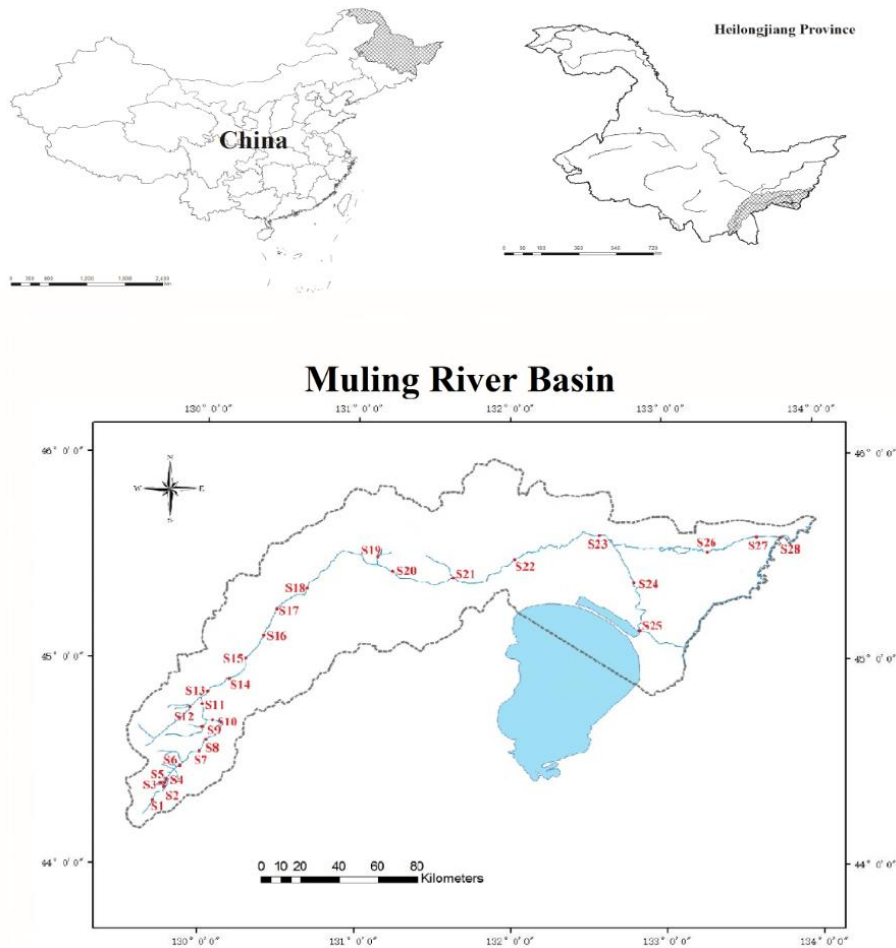 Heilongjiang Province
China
Muling River Basin
130° 0' 0"
131° 0' 0"
132° 0' 0"
133° 0' 0"
134° 0' 0"
46° 0' 0"
46° 0' 0"
N
W
E
S
S19
S20
S21
S22
S23
S26
S27
S28
S18
S24
S17
S16
S25
S15
45° 0' 0"
45° 0' 0"
S14
S13
S11
S12
S10
S9
S8
S7
S6
S5
S4
S3
S2
S1
44° 0' 0"
44° 0' 0"
0 10 20 40 60 80
Kilometers
130° 0' 0"
131° 0' 0"
132° 0' 0"
133° 0' 0"
134° 0' 0"